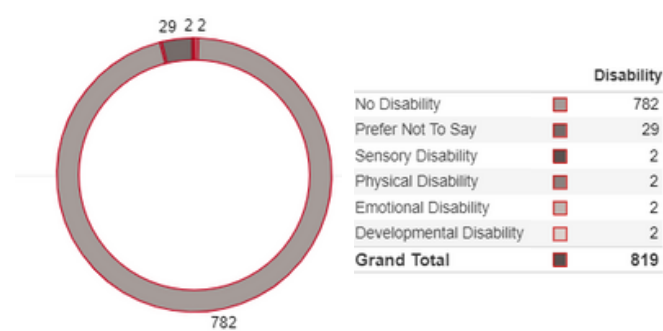 29 2 2
Disability
No Disability 782
Prefer Not To Say 29
Sensory Disability 2
Physical Disability 2
Emotional Disability 2
Developmental Disability 2
Grand Total 819
782